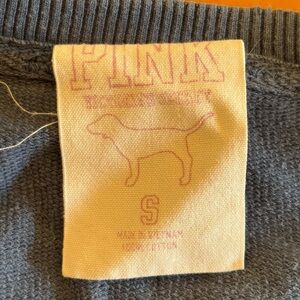 PINK
VICTORIA'S SECRET
S
MADE IN VIETNAM
100% COTTON